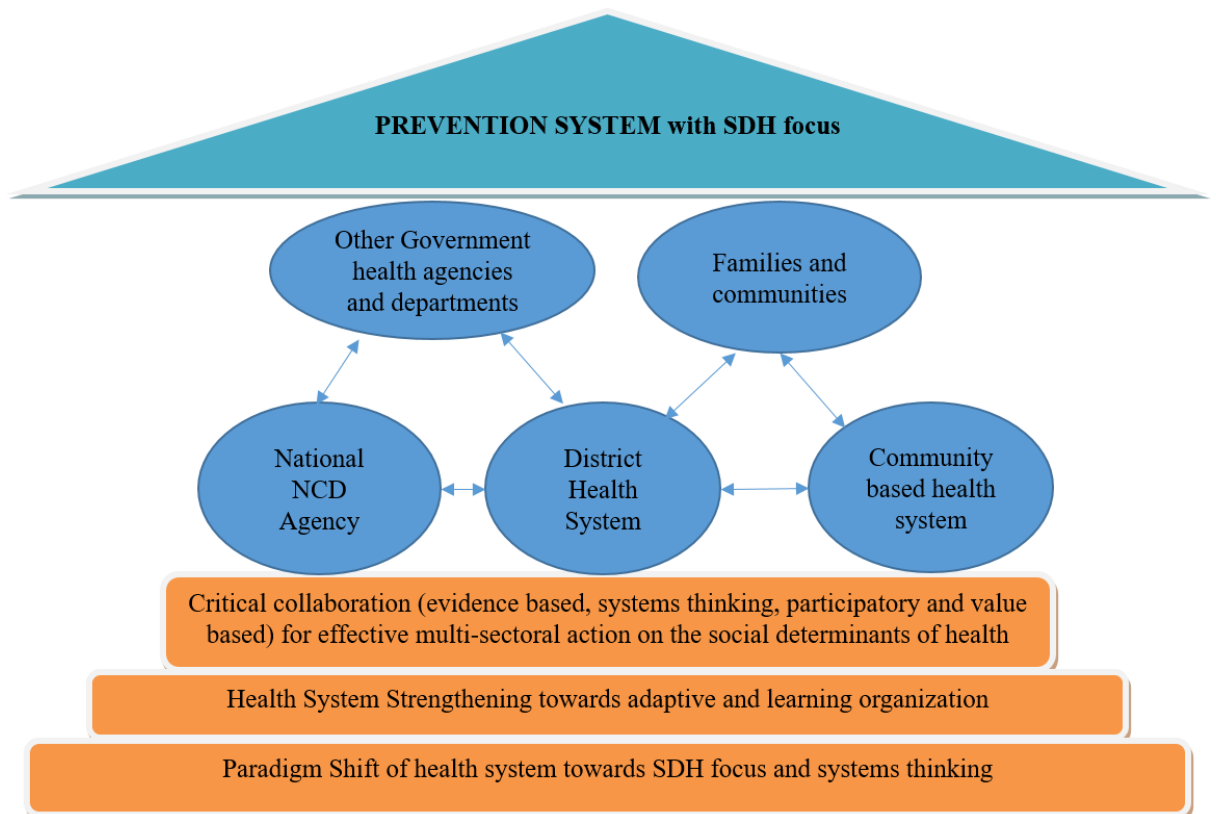 PREVENTION SYSTEM with SDH focus
Other Government
health agencies
and departments
Families and
communities
National
NCD
Agency
District
Health
System
Community
based health
system
Critical collaboration (evidence based, systems thinking, participatory and value
based) for effective multi-sectoral action on the social determinants of health
Health System Strengthening towards adaptive and learning organization
Paradigm Shift of health system towards SDH focus and systems thinking